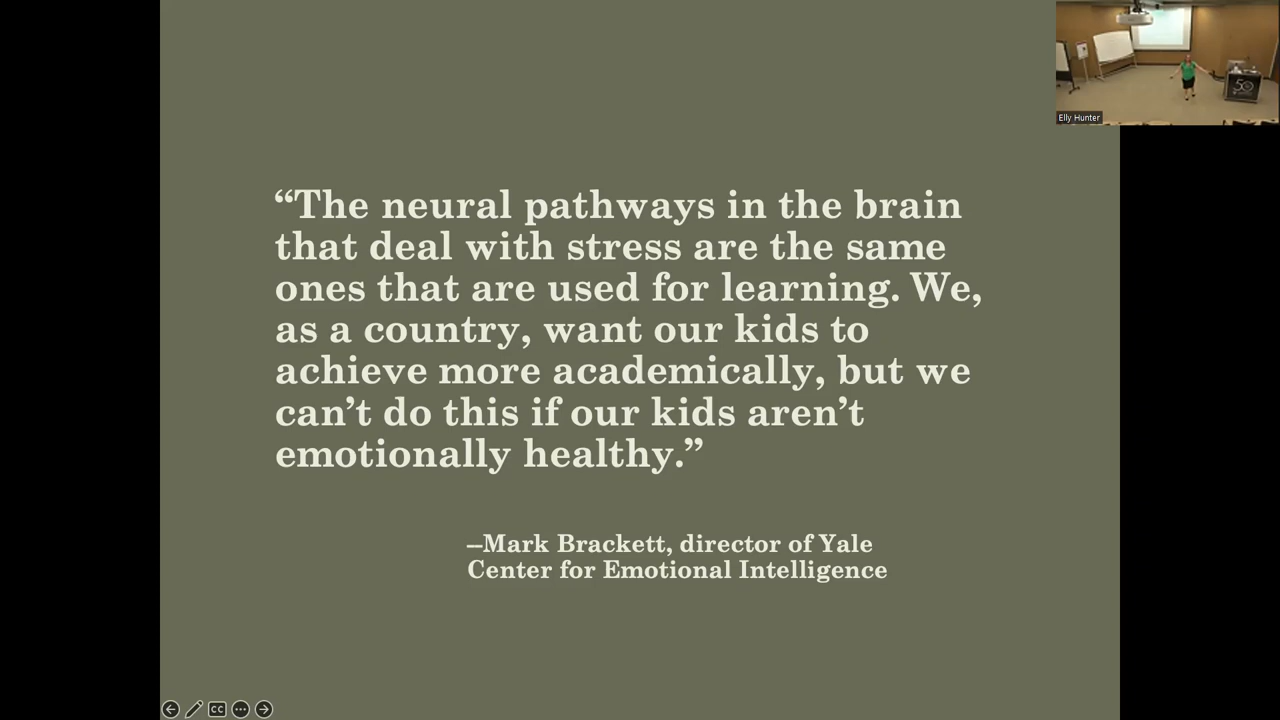 “The neural pathways in the brain
that deal with stress are the same
ones that are used for learning. We,
as a country, want our kids to
achieve more academically, but we
can’t do this if our kids aren’t
emotionally healthy.”
–Mark Brackett, director of Yale
Center for Emotional Intelligence
Elly Hunter
50
CC